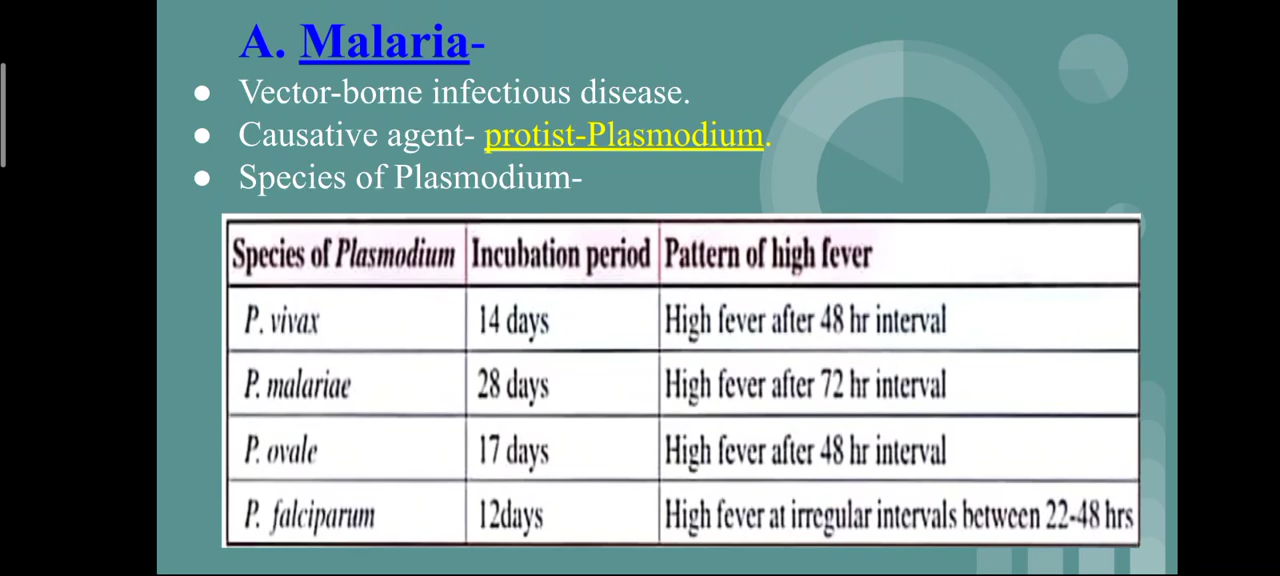 A. Malaria-
● Vector-borne infectious disease.
● Causative agent- protist-Plasmodium.
● Species of Plasmodium-
Species of Plasmodium Incubation period Pattern of high fever
P. vivax 14 days High fever after 48 hr interval
P. malariae 28 days High fever after 72 hr interval
P. ovale 17 days High fever after 48 hr interval
P. falciparum 12days High fever at irregular intervals between 22-48 hrs